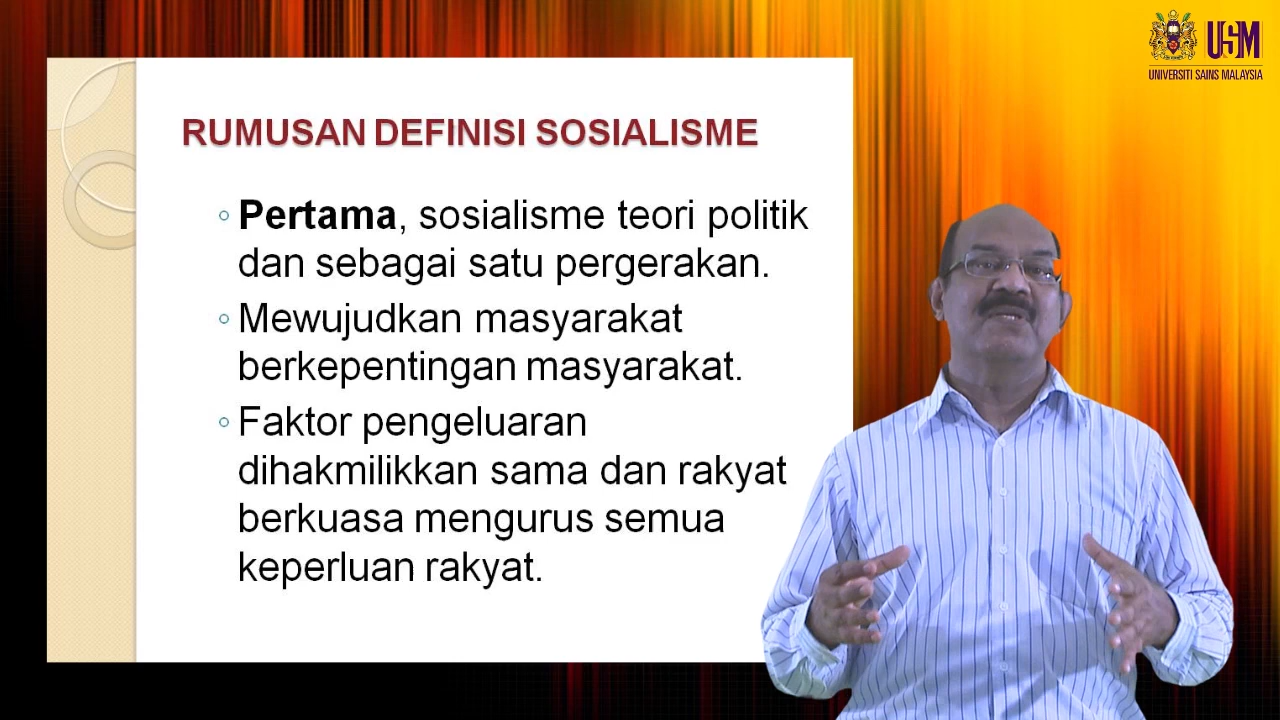 USM
UNIVERSITI SAINS MALAYSIA
RUMUSAN DEFINISI SOSIALISME
Pertama, sosialisme teori politik
dan sebagai satu pergerakan.
Mewujudkan masyarakat
berkepentingan masyarakat.
Faktor pengeluaran
dihakmilikkan sama dan rakyat
berkuasa mengurus semua
keperluan rakyat.